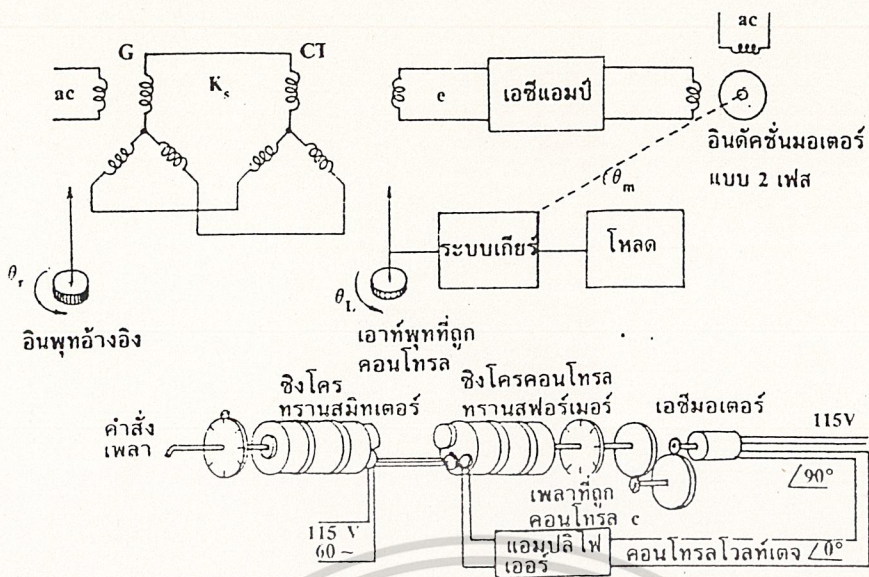 ac
G
CT
K_s
ac
e
เอซีแอมป์
อินดัคชั่นมอเตอร์
แบบ 2 เฟส
θ_m
ระบบเกียร์
โหลด
θ_r
θ_L
อินพุทอ้างอิง
เอาท์พุทที่ถูก
คอนโทรล
ซิงโคร
ทรานสมิทเตอร์
ซิงโครคอนโทรล
ทรานสฟอร์เมอร์
เอซีมอเตอร์
คำสั่ง
เพลา
115V
∠90°
เพลาที่ถูก
คอนโทรล c
115 V
60 ~
แอมปลิไฟ
เออร์
คอนโทรลโวลท์เตจ ∠0°